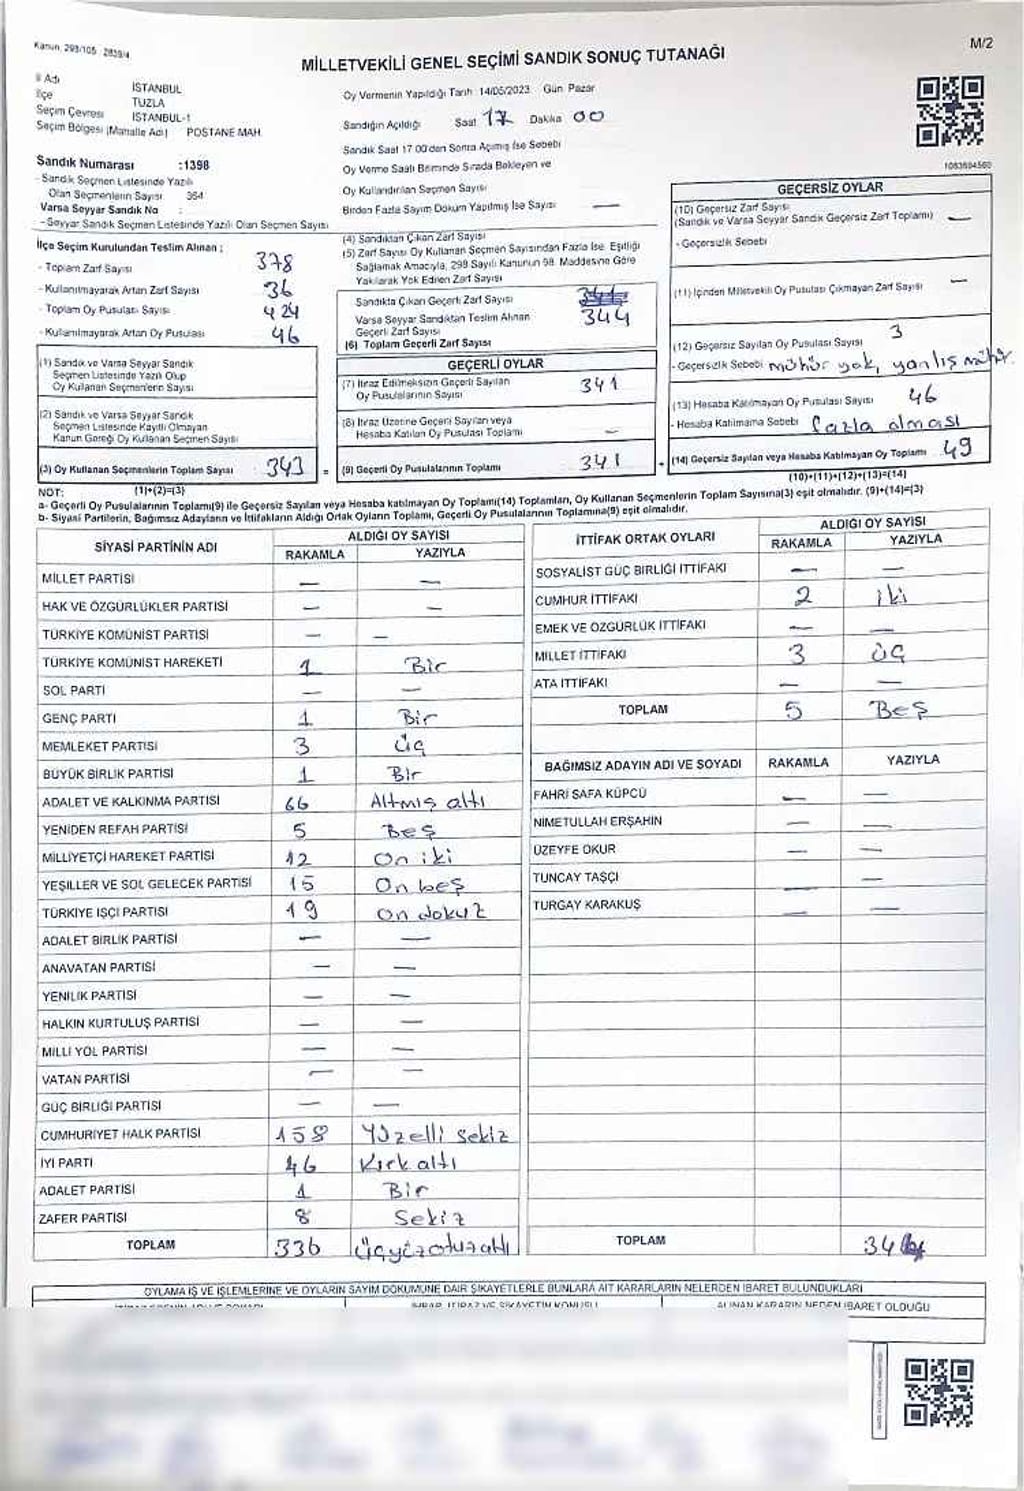 Kanun, 298/105 2839/4
M/2
MİLLETVEKİLİ GENEL SEÇİMİ SANDIK SONUÇ TUTANAĞI
İl Adı İSTANBUL
İlçe TUZLA
Seçim Çevresi İSTANBUL-1
Seçim Bölgesi (Mahalle Adı) POSTANE MAH.
Sandık Numarası :1398
- Sandık Seçmen Listesinde Yazılı
Olan Seçmenlerin Sayısı 364
Varsa Seyyar Sandık No :
- Seyyar Sandık Seçmen Listesinde Yazılı Olan Seçmen Sayısı
Oy Vermenin Yapıldığı Tarih 14/05/2023 Gün Pazar
Sandığın Açıldığı Saat 17 Dakika 00
Sandık Saat 17 00'den Sonra Açımış İse Sebebi
Oy Verme Saati Bitiminde Sırada Bekleyen ve
Oy Kullandırılan Seçmen Sayısı
Birden Fazla Sayım Döküm Yapılmış İse Sayısı —
İlçe Seçim Kurulundan Teslim Alınan ;
- Toplam Zarf Sayısı 378
- Kullanılmayarak Artan Zarf Sayısı 36
- Toplam Oy Pusulası Sayısı 424
- Kullanılmayarak Artan Oy Pusulası 46
(1) Sandık ve Varsa Seyyar Sandık
Seçmen Listesinde Yazılı Olup
Oy Kullanan Seçmenlerin Sayısı
(2) Sandık ve Varsa Seyyar Sandık
Seçmen Listesinde Kayıtlı Olmayan
Kanun Gereği Oy Kullanan Seçmen Sayısı
(3) Oy Kullanan Seçmenlerin Toplam Sayısı 343 =
(1)+(2)=(3)
(4) Sandıktan Çıkan Zarf Sayısı
(5) Zarf Sayısı Oy Kullanan Seçmen Sayısından Fazla İse, Eşitliği
Sağlamak Amacıyla, 298 Sayılı Kanunun 98. Maddesine Göre
Yakılarak Yok Edilen Zarf Sayısı
Sandıkta Çıkan Geçerli Zarf Sayısı
Varsa Seyyar Sandıktan Teslim Alınan 344
Geçerli Zarf Sayısı
(6) Toplam Geçerli Zarf Sayısı
GEÇERLİ OYLAR
(7) İtiraz Edilmeksizin Geçerli Sayılan 341
Oy Pusulalarının Sayısı
(8) İtiraz Üzerine Geçerli Sayılan veya
Hesaba Katılan Oy Pusulası Toplamı —
(9) Geçerli Oy Pusulalarının Toplamı 341 +
1083694560
GEÇERSİZ OYLAR
(10) Geçersiz Zarf Sayısı
(Sandık ve Varsa Seyyar Sandık Geçersiz Zarf Toplamı) —
- Geçersizlik Sebebi
(11) İçinden Milletvekili Oy Pusulası Çıkmayan Zarf Sayısı —
(12) Geçersiz Sayılan Oy Pusulası Sayısı 3
- Geçersizlik Sebebi mühür yok, yanlış mühür.
(13) Hesaba Katılmayan Oy Pusulası Sayısı 46
- Hesaba Katılmama Sebebi fazla olması
(14) Geçersiz Sayılan veya Hesaba Katılmayan Oy Toplamı 49
(10)+(11)+(12)+(13)=(14)
NOT:
a- Geçerli Oy Pusulalarının Toplamı(9) ile Geçersiz Sayılan veya Hesaba katılmayan Oy Toplamı(14) Toplamları, Oy Kullanan Seçmenlerin Toplam Sayısına(3) eşit olmalıdır. (9)+(14)=(3)
b- Siyasi Partilerin, Bağımsız Adayların ve İttifakların Aldığı Ortak Oyların Toplamı, Geçerli Oy Pusulalarının Toplamına(9) eşit olmalıdır.
SİYASİ PARTİNİN ADI ALDIĞI OY SAYISI
RAKAMLA YAZIYLA
MİLLET PARTİSİ — —
HAK VE ÖZGÜRLÜKLER PARTİSİ — —
TÜRKİYE KOMÜNİST PARTİSİ — —
TÜRKİYE KOMÜNİST HAREKETİ 1 Bir
SOL PARTİ — —
GENÇ PARTİ 1 Bir
MEMLEKET PARTİSİ 3 üç
BÜYÜK BİRLİK PARTİSİ 1 Bir
ADALET VE KALKINMA PARTİSİ 66 Altmış altı
YENİDEN REFAH PARTİSİ 5 Beş
MİLLİYETÇİ HAREKET PARTİSİ 12 On iki
YEŞİLLER VE SOL GELECEK PARTİSİ 15 On beş
TÜRKİYE İŞÇİ PARTİSİ 19 on dokuz
ADALET BİRLİK PARTİSİ — —
ANAVATAN PARTİSİ — —
YENİLİK PARTİSİ — —
HALKIN KURTULUŞ PARTİSİ — —
MİLLİ YOL PARTİSİ — —
VATAN PARTİSİ — —
GÜÇ BİRLİĞİ PARTİSİ — —
CUMHURİYET HALK PARTİSİ 158 Yüzelli sekiz
İYİ PARTİ 46 Kırk altı
ADALET PARTİSİ 1 Bir
ZAFER PARTİSİ 8 Sekiz
TOPLAM 336 üçyüzotuzaltı
İTTİFAK ORTAK OYLARI ALDIĞI OY SAYISI
RAKAMLA YAZIYLA
SOSYALİST GÜÇ BİRLİĞİ İTTİFAKI — —
CUMHUR İTTİFAKI 2 iki
EMEK VE ÖZGÜRLÜK İTTİFAKI — —
MİLLET İTTİFAKI 3 üç
ATA İTTİFAKI — —
TOPLAM 5 Beş
BAĞIMSIZ ADAYIN ADI VE SOYADI RAKAMLA YAZIYLA
FAHRİ SAFA KÜPCÜ — —
NİMETULLAH ERŞAHİN — —
ÜZEYFE OKUR — —
TUNCAY TAŞÇI — —
TURGAY KARAKUŞ — —
TOPLAM
OYLAMA İŞ VE İŞLEMLERİNE VE OYLARIN SAYIM DÖKÜMÜNE DAİR ŞİKAYETLERLE BUNLARA AİT KARARLARIN NELERDEN İBARET BULUNDUKLARI
İHBAR, İTİRAZ VE ŞİKAYETİN KONUSU ALINAN KARARIN NEDEN İBARET OLDUĞU